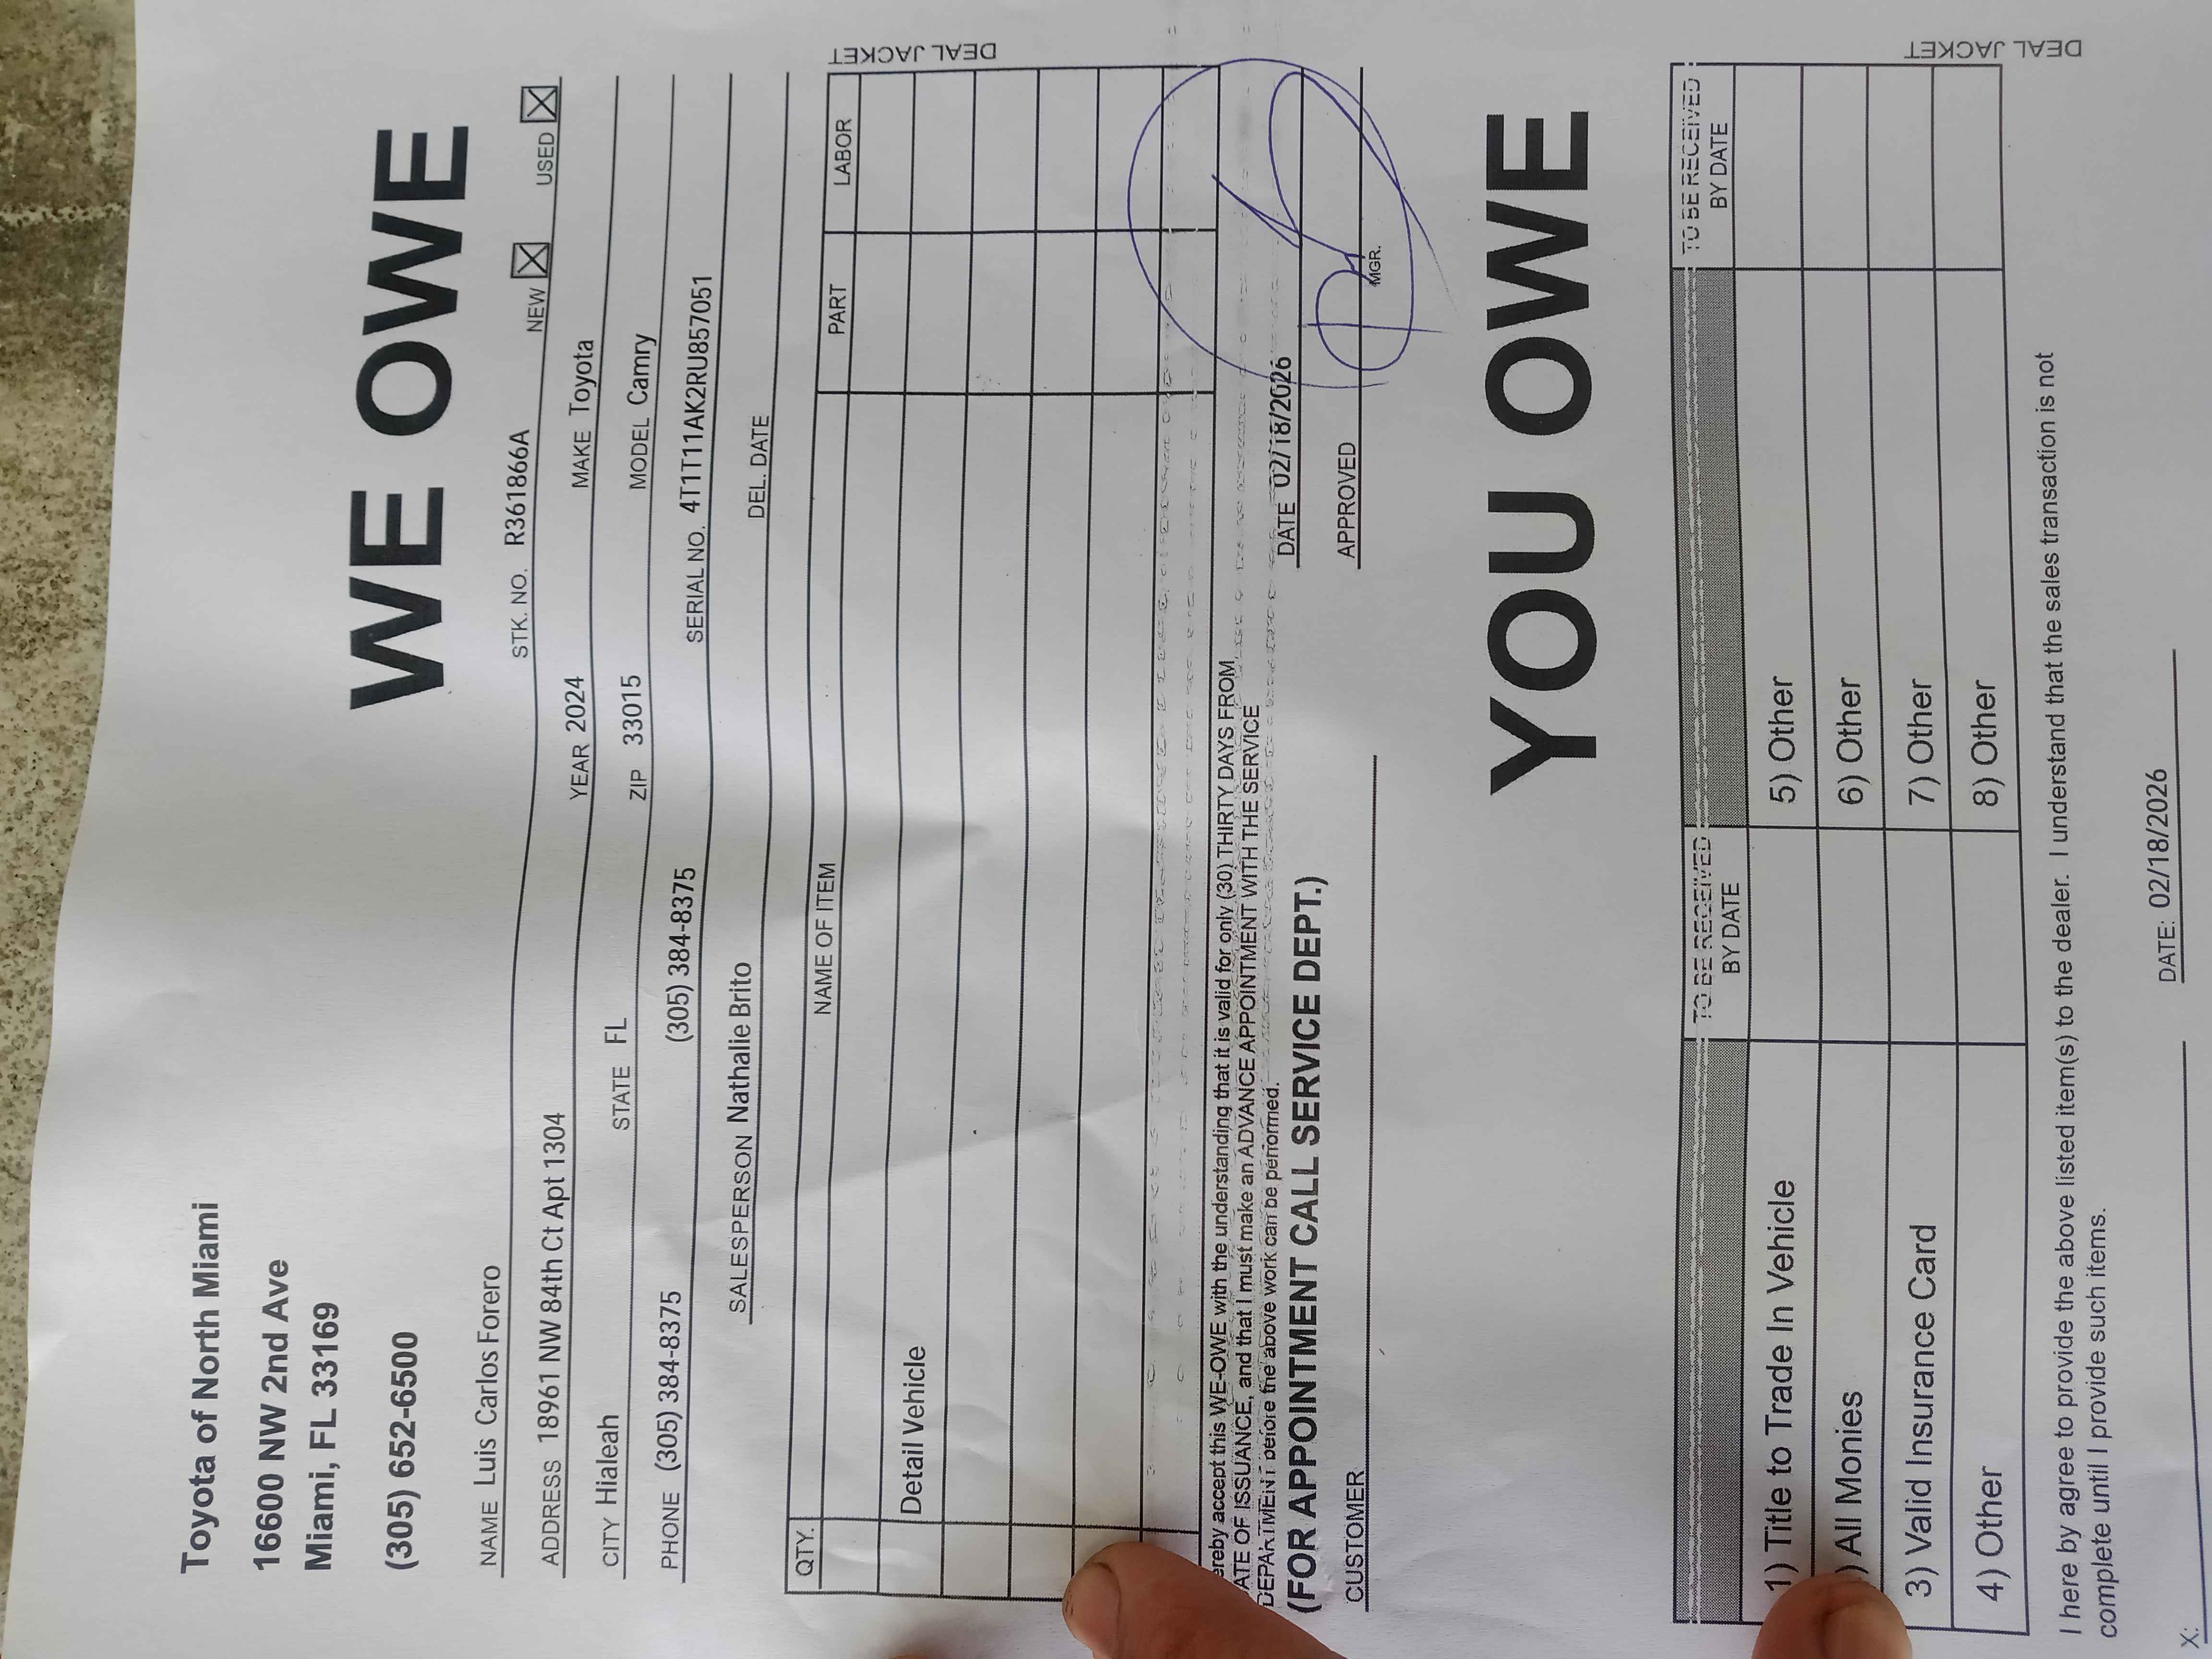 Toyota of North Miami
16600 NW 2nd Ave
Miami, FL 33169
(305) 652-6500
WE OWE
STK. NO. R361866A NEW USED
NAME Luis Carlos Forero
ADDRESS 18961 NW 84th Ct Apt 1304 YEAR 2024 MAKE Toyota
CITY Hialeah STATE FL ZIP 33015 MODEL Camry
PHONE (305) 384-8375 (305) 384-8375 SERIAL NO. 4T1T11AK2RU857051
SALESPERSON Nathalie Brito DEL. DATE
QTY. NAME OF ITEM PART LABOR
DEAL JACKET
Detail Vehicle
ereby accept this WE-OWE with the understanding that it is valid for only (30) THIRTY DAYS FROM
ATE OF ISSUANCE, and that I must make an ADVANCE APPOINTMENT WITH THE SERVICE
DEPARTMENT before the above work can be performed.
DATE 02/18/2026
(FOR APPOINTMENT CALL SERVICE DEPT.)
CUSTOMER APPROVED
MGR.
YOU OWE
TO BE RECEIVED BY DATE TO BE RECEIVED BY DATE
DEAL JACKET
1) Title to Trade In Vehicle 5) Other
) All Monies 6) Other
3) Valid Insurance Card 7) Other
4) Other 8) Other
I here by agree to provide the above listed item(s) to the dealer. I understand that the sales transaction is not
complete until I provide such items.
X: DATE: 02/18/2026